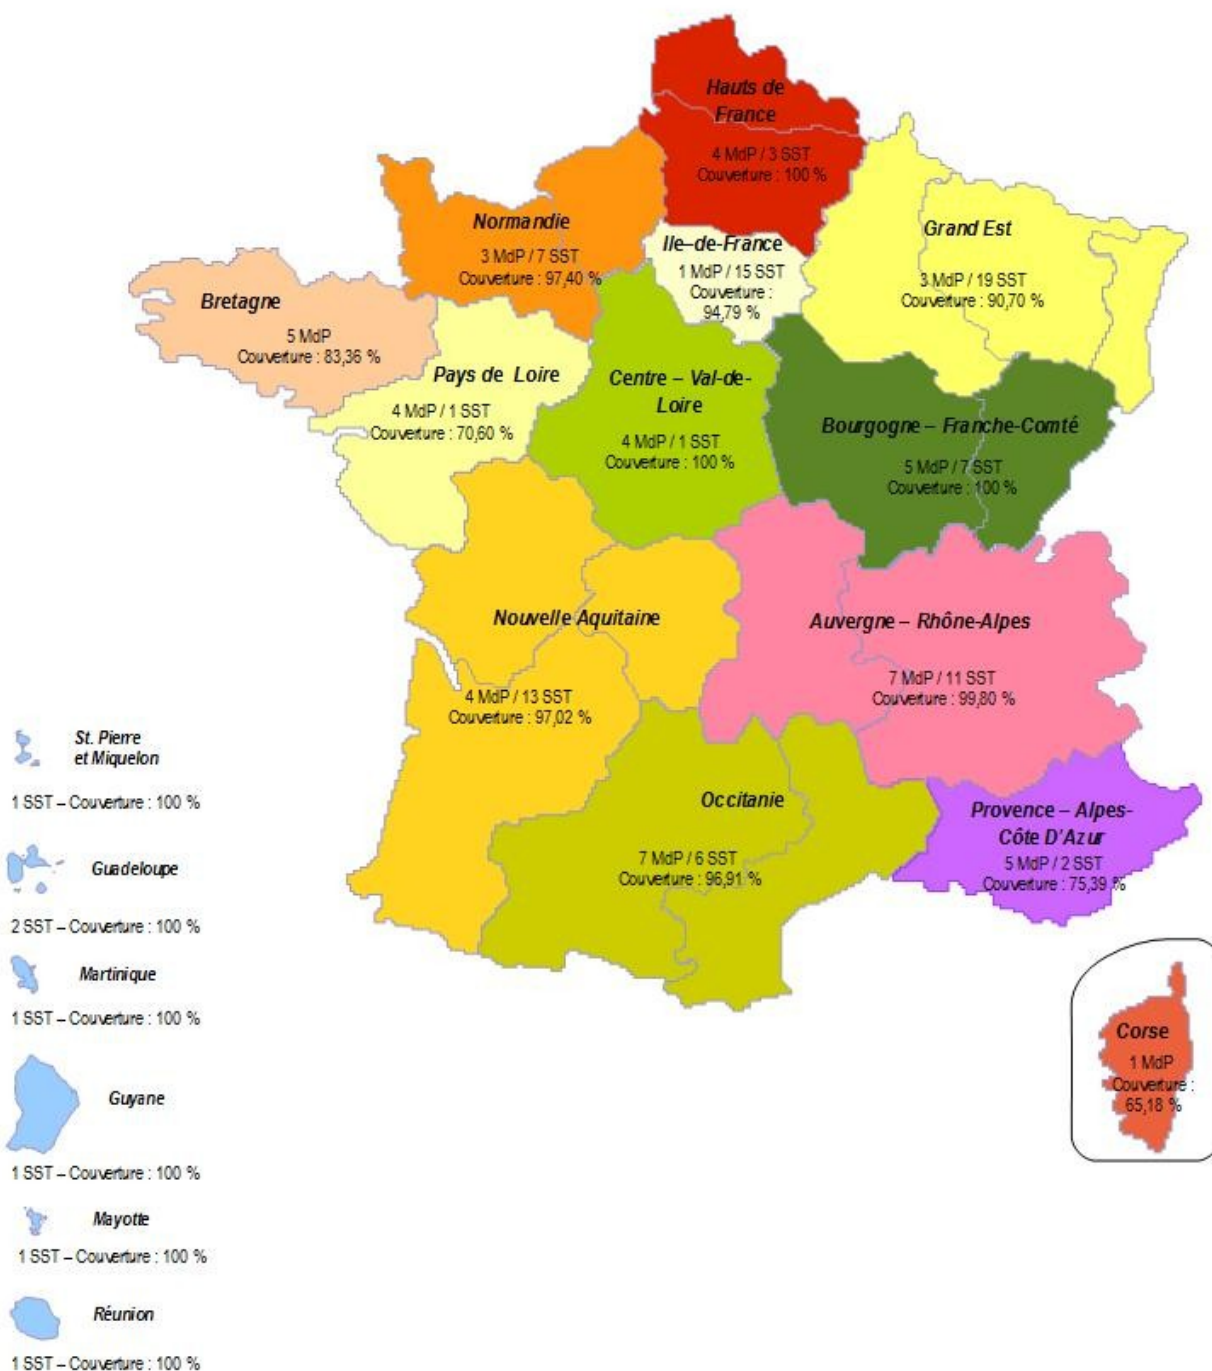 Hauts de
France
4 MdP / 3 SST
Couverture : 100 %
Normandie
3 MdP / 7 SST
Couverture : 97,40 %
Ile–de-France
1 MdP / 15 SST
Couverture
:
94,79 %
Grand Est
3 MdP / 19 SST
Couverture : 90,70 %
Bretagne
5 MdP
Couverture : 83,36 %
Pays de Loire
4 MdP / 1 SST
Couverture : 70,60 %
Centre – Val-de-
Loire
4 MdP / 1 SST
Couverture : 100 %
Bourgogne – Franche-Comté
5 MdP / 7 SST
Couverture : 100 %
Nouvelle Aquitaine
4 MdP / 13 SST
Couverture : 97,02 %
Auvergne – Rhône-Alpes
7 MdP / 11 SST
Couverture : 99,80 %
Occitanie
7 MdP / 6 SST
Couverture : 96,91 %
Provence – Alpes-
Côte D'Azur
5 MdP / 2 SST
Couverture : 75,39 %
Corse
1 MdP
Couverture :
65,18 %
St. Pierre
et Miquelon
1 SST – Couverture : 100 %
Guadeloupe
2 SST – Couverture : 100 %
Martinique
1 SST – Couverture : 100 %
Guyane
1 SST – Couverture : 100 %
Mayotte
1 SST – Couverture : 100 %
Réunion
1 SST – Couverture : 100 %